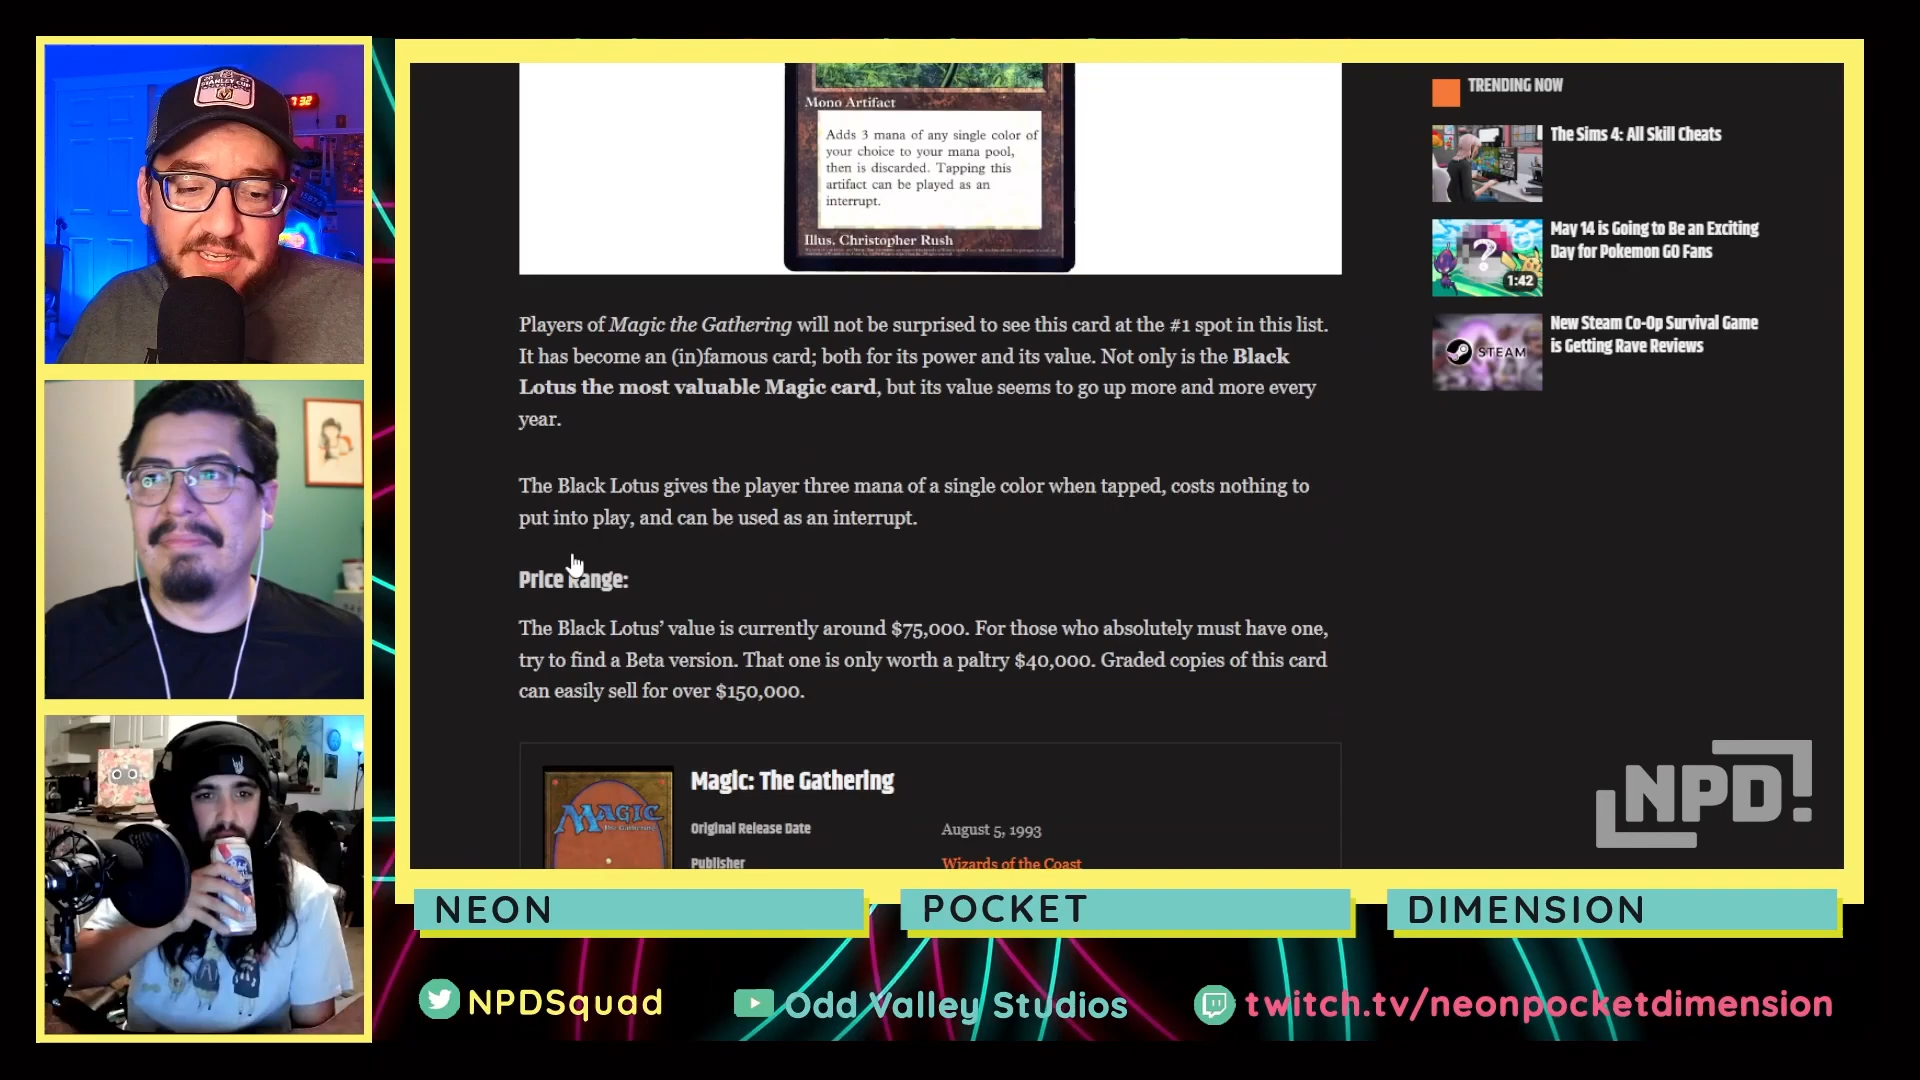 7 32
Mono Artifact
Adds 3 mana of any single color of
your choice to your mana pool,
then is discarded. Tapping this
artifact can be played as an
interrupt.
Illus. Christopher Rush
Players of Magic the Gathering will not be surprised to see this card at the #1 spot in this list.
It has become an (in)famous card; both for its power and its value. Not only is the Black
Lotus the most valuable Magic card, but its value seems to go up more and more every
year.
The Black Lotus gives the player three mana of a single color when tapped, costs nothing to
put into play, and can be used as an interrupt.
Price Range:
The Black Lotus’ value is currently around $75,000. For those who absolutely must have one,
try to find a Beta version. That one is only worth a paltry $40,000. Graded copies of this card
can easily sell for over $150,000.
MAGIC
The Gathering
Magic: The Gathering
Original Release Date
August 5, 1993
Publisher
Wizards of the Coast
TRENDING NOW
The Sims 4: All Skill Cheats
?
1:42
May 14 is Going to Be an Exciting
Day for Pokemon GO Fans
STEAM
New Steam Co-Op Survival Game
is Getting Rave Reviews
NPD!
NEON
POCKET
DIMENSION
NPDSquad
Odd Valley Studios
twitch.tv/neonpocketdimension